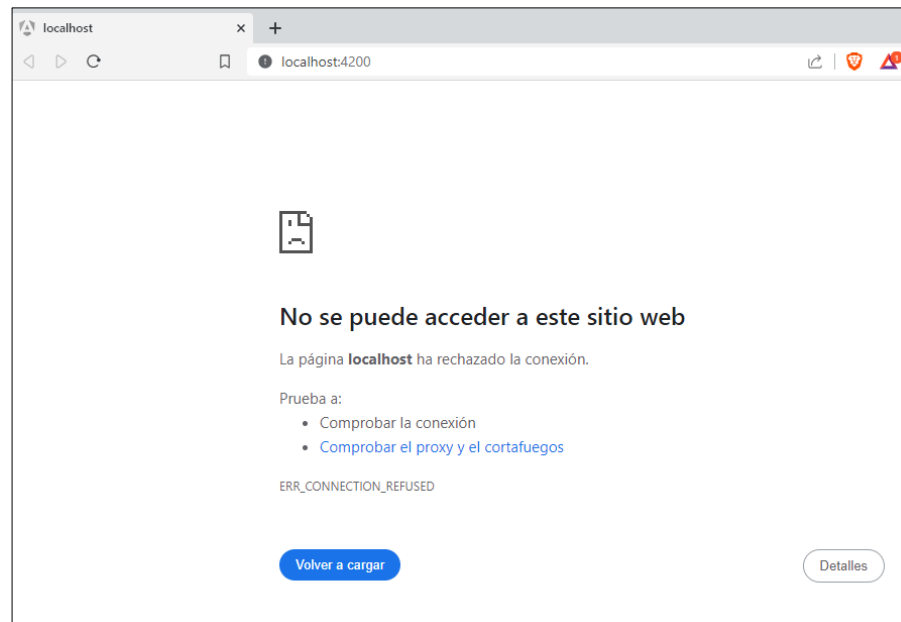 localhost
localhost:4200
1
No se puede acceder a este sitio web
La página localhost ha rechazado la conexión.
Prueba a:
• Comprobar la conexión
• Comprobar el proxy y el cortafuegos
ERR_CONNECTION_REFUSED
Volver a cargar
Detalles